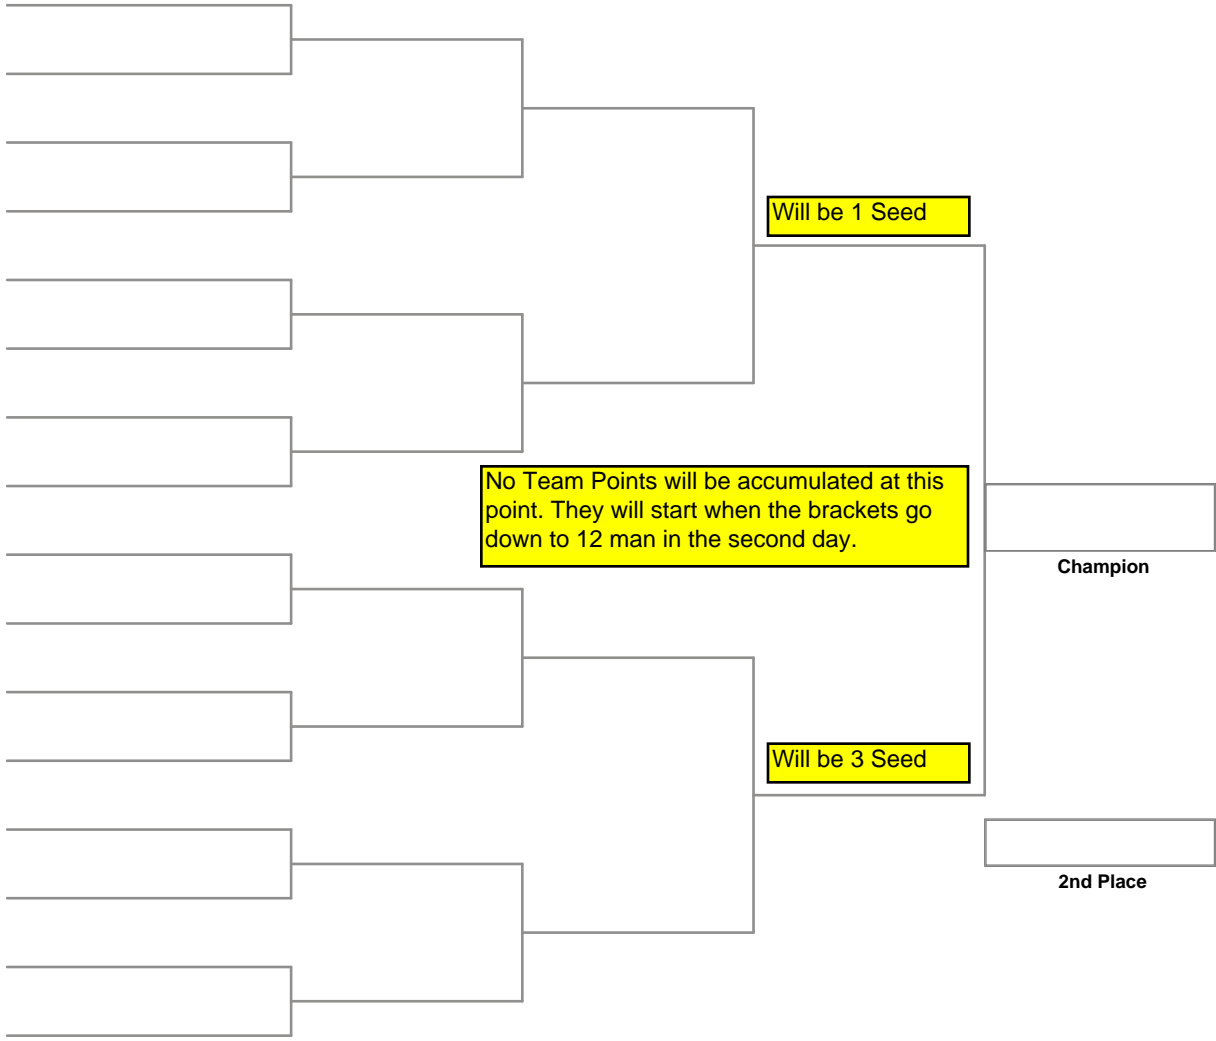 Will be 1 Seed
No Team Points will be accumulated at this
point. They will start when the brackets go
down to 12 man in the second day.
Champion
Will be 3 Seed
2nd Place